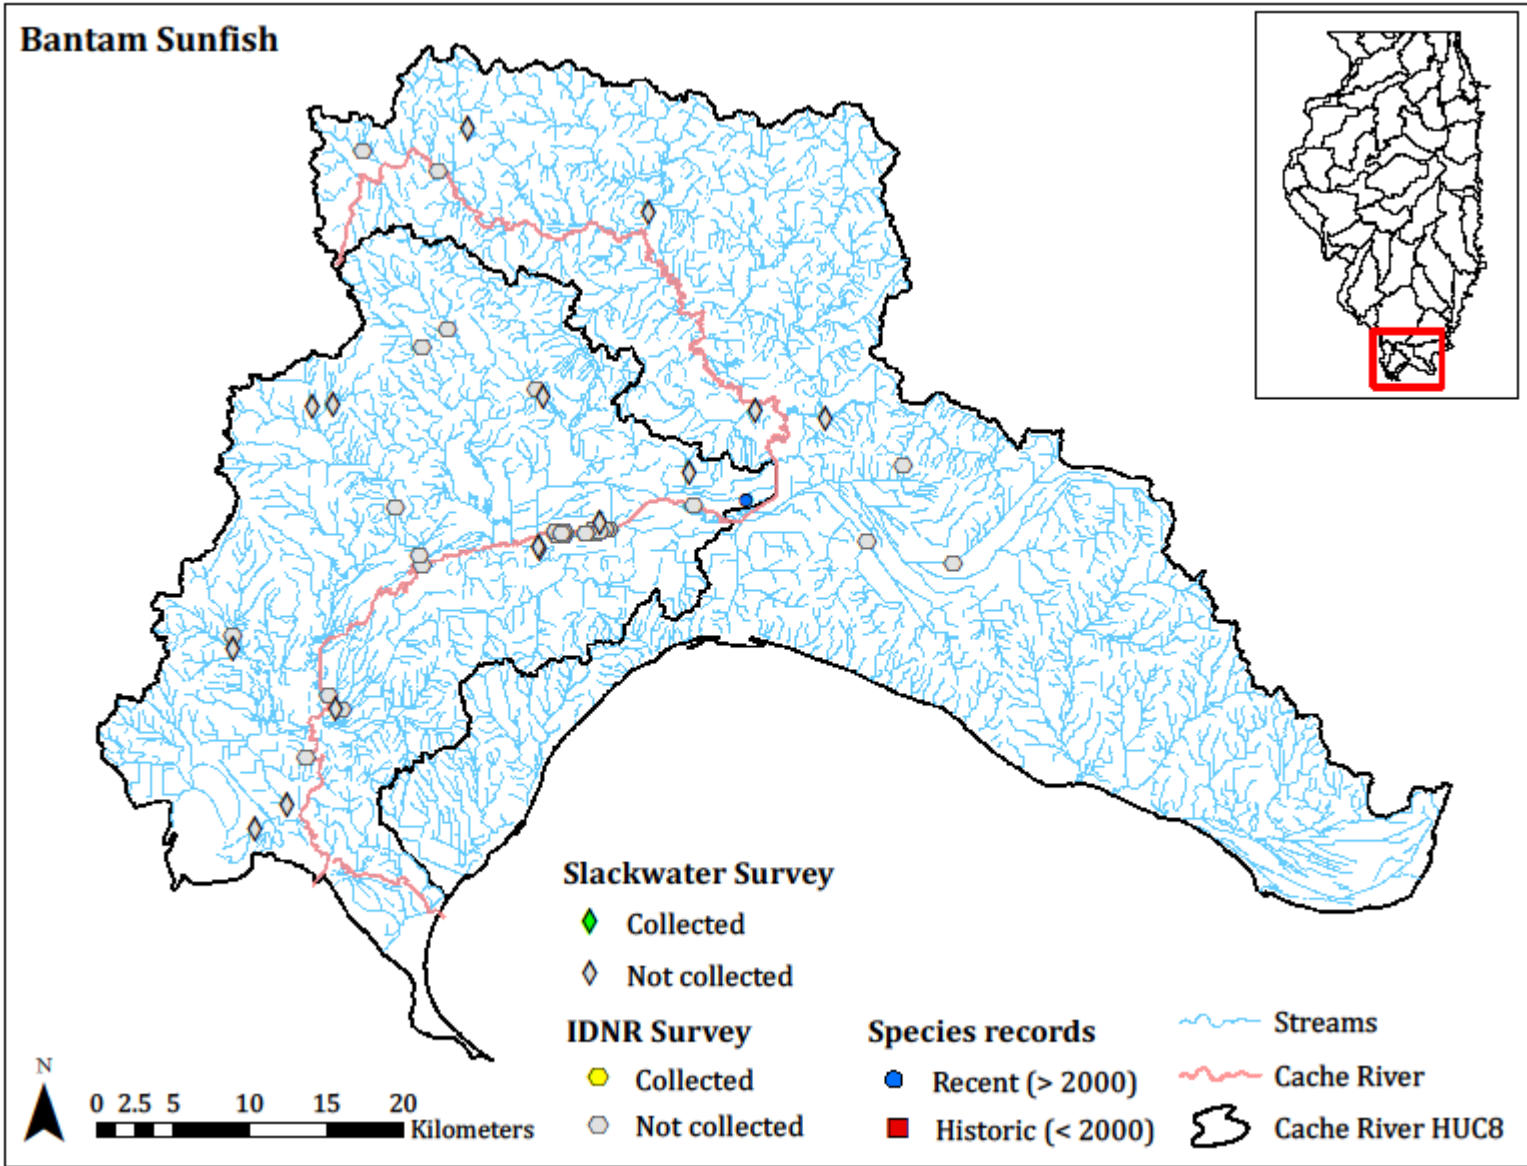 Bantam Sunfish
Slackwater Survey
Collected
Not collected
IDNR Survey
Collected
Not collected
Species records
Recent (> 2000)
Historic (< 2000)
Streams
Cache River
Cache River HUC8
N
0 2.5 5 10 15 20
Kilometers